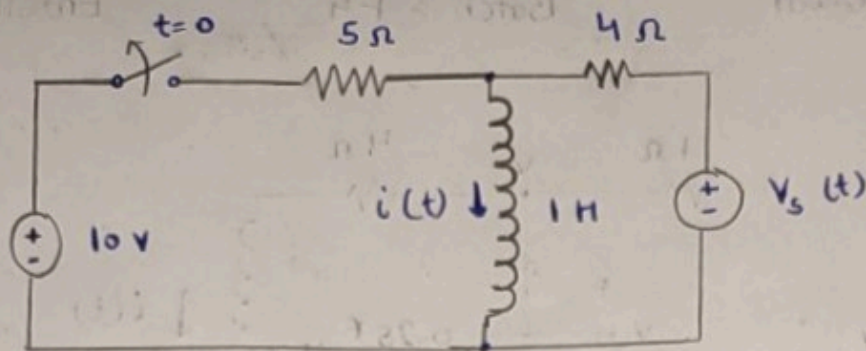 t=0
5Ω
4Ω
i(t) ↓
1H
+
-
10V
+
-
Vs (t)